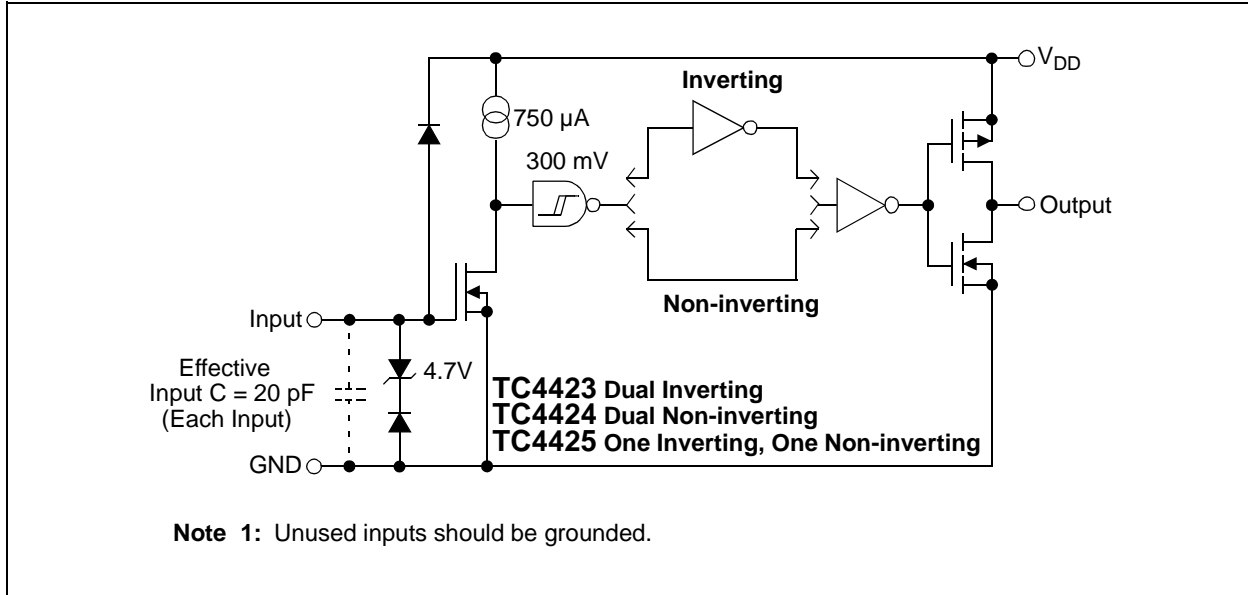 V_DD
Inverting
750 µA
300 mV
Output
Non-inverting
Input
Effective
Input C = 20 pF
(Each Input)
4.7V
TC4423 Dual Inverting
TC4424 Dual Non-inverting
TC4425 One Inverting, One Non-inverting
GND
Note 1: Unused inputs should be grounded.